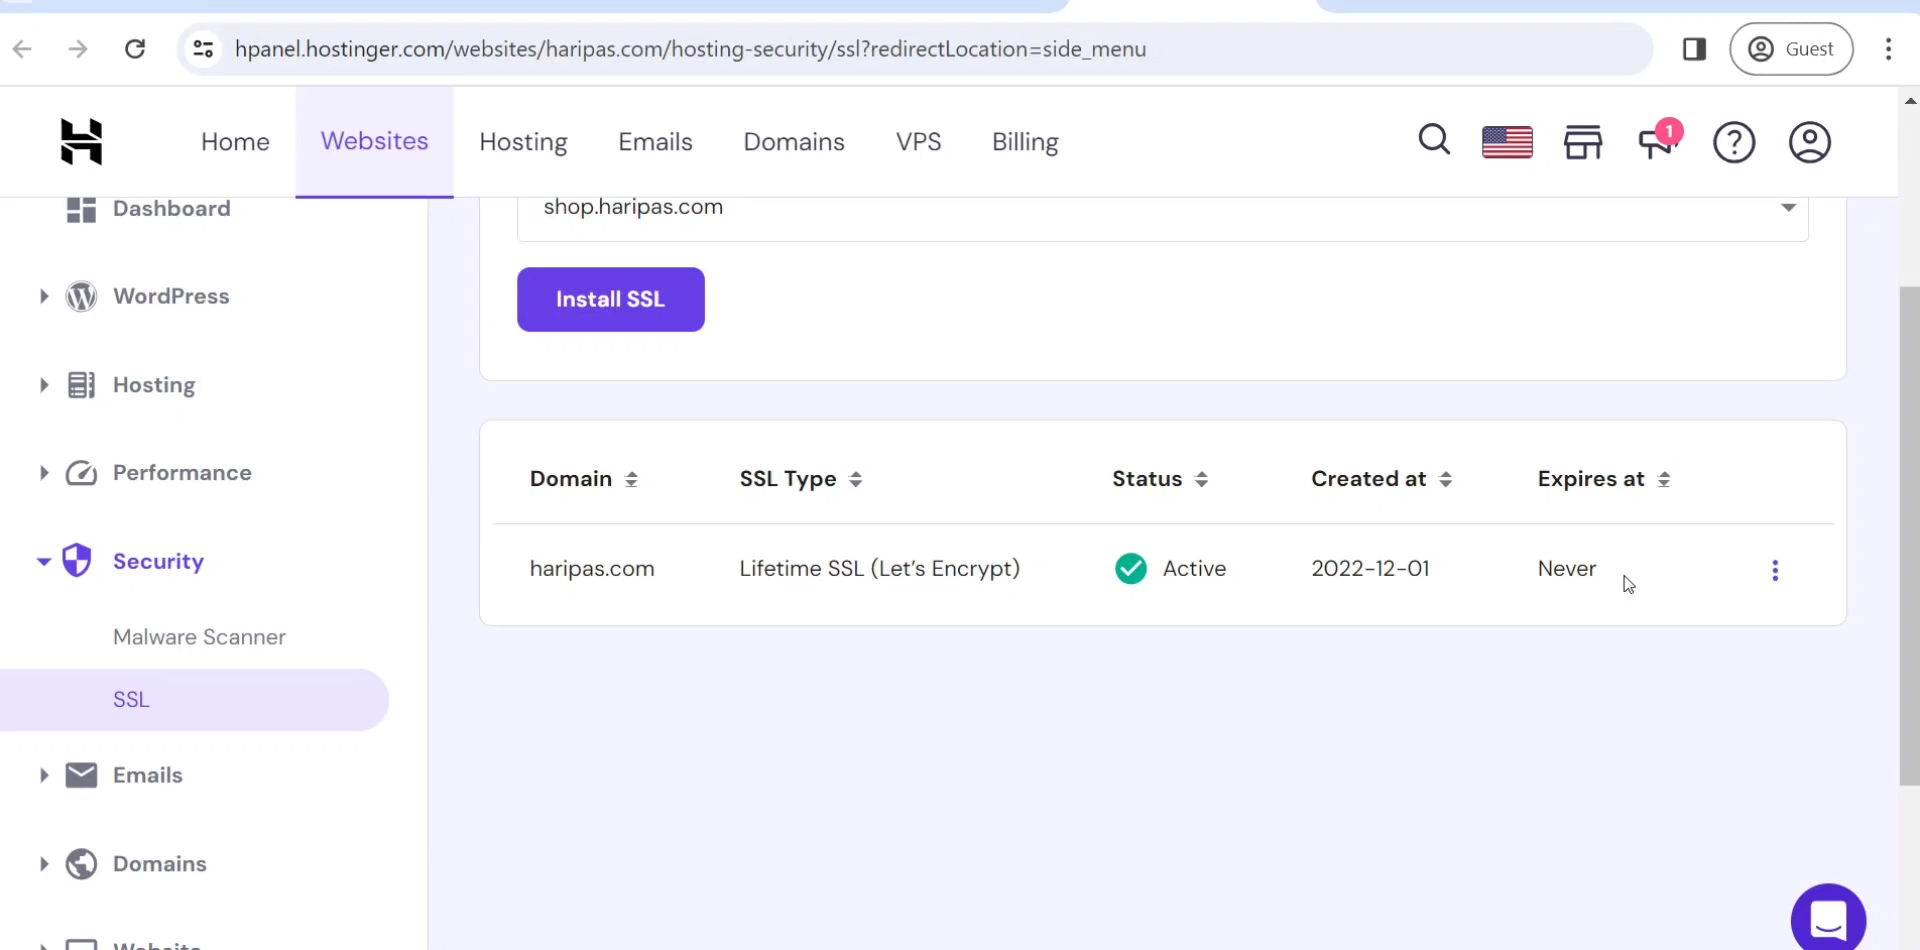 hpanel.hostinger.com/websites/haripas.com/hosting-security/ssl?redirectLocation=side_menu
Guest
Home
Websites
Hosting
Emails
Domains
VPS
Billing
1
Dashboard
WordPress
Hosting
Performance
Security
Malware Scanner
SSL
Emails
Domains
Website
shop.haripas.com
Install SSL
Domain SSL Type Status Created at Expires at
haripas.com Lifetime SSL (Let's Encrypt) Active 2022-12-01 Never